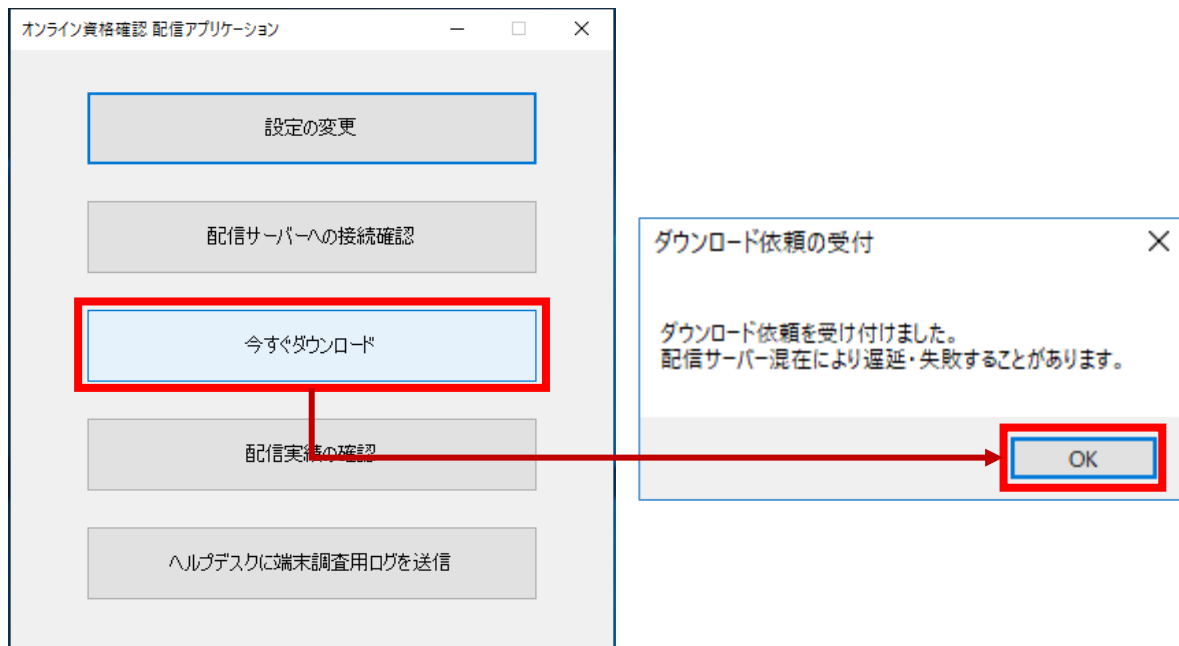 オンライン資格確認 配信アプリケーション
設定の変更
配信サーバーへの接続確認
今すぐダウンロード
配信実績の確認
ヘルプデスクに端末調査用ログを送信
ダウンロード依頼の受付
ダウンロード依頼を受け付けました。
配信サーバー混在により遅延・失敗することがあります。
OK